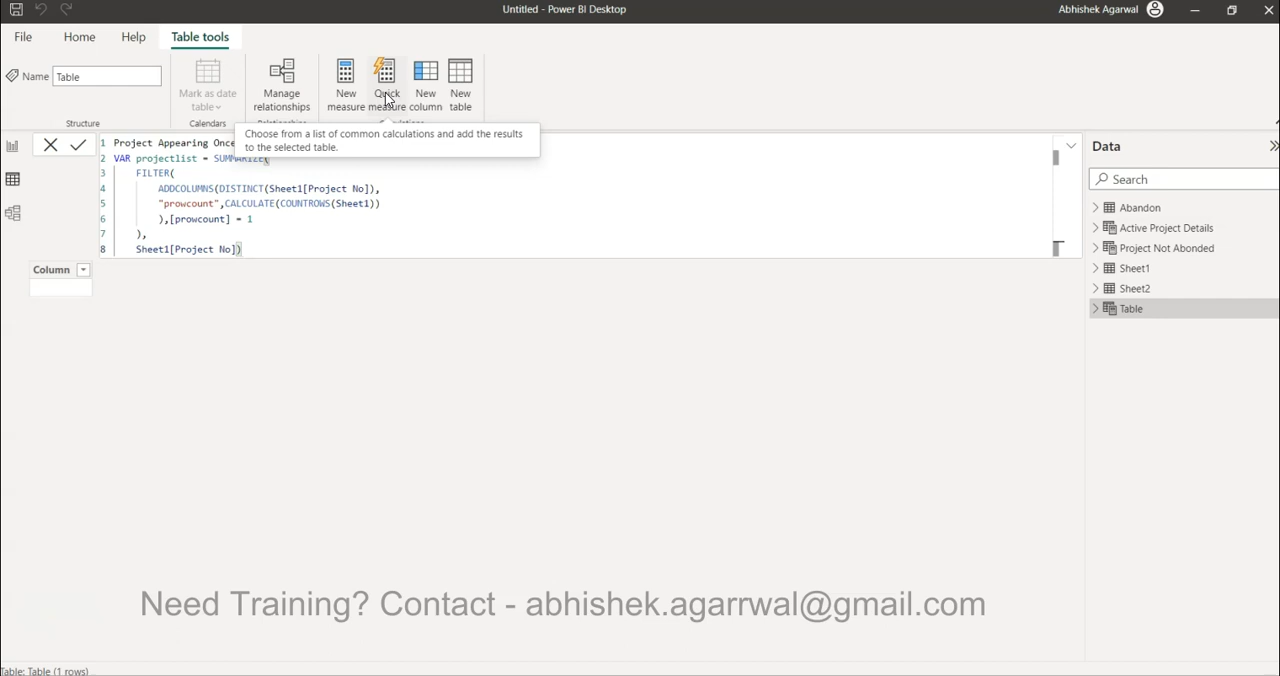 Untitled - Power BI Desktop
Abhishek Agarwal
File Home Help Table tools
Name Table
Mark as date table
Manage relationships
New measure
Quick measure
New column
New table
Structure
Calendars
Choose from a list of common calculations and add the results
to the selected table.
1 Project Appearing Once
2 VAR projectlist = SUMMARIZE(
3 FILTER(
4 ADDCOLUMNS(DISTINCT(Sheet1[Project No]),
5 "prowcount",CALCULATE(COUNTROWS(Sheet1))
6 ),[prowcount] = 1
7 ),
8 Sheet1[Project No])
Column
Data
Search
Abandon
Active Project Details
Project Not Abonded
Sheet1
Sheet2
Table
Need Training? Contact - abhishek.agarrwal@gmail.com
Table: Table (1 rows)